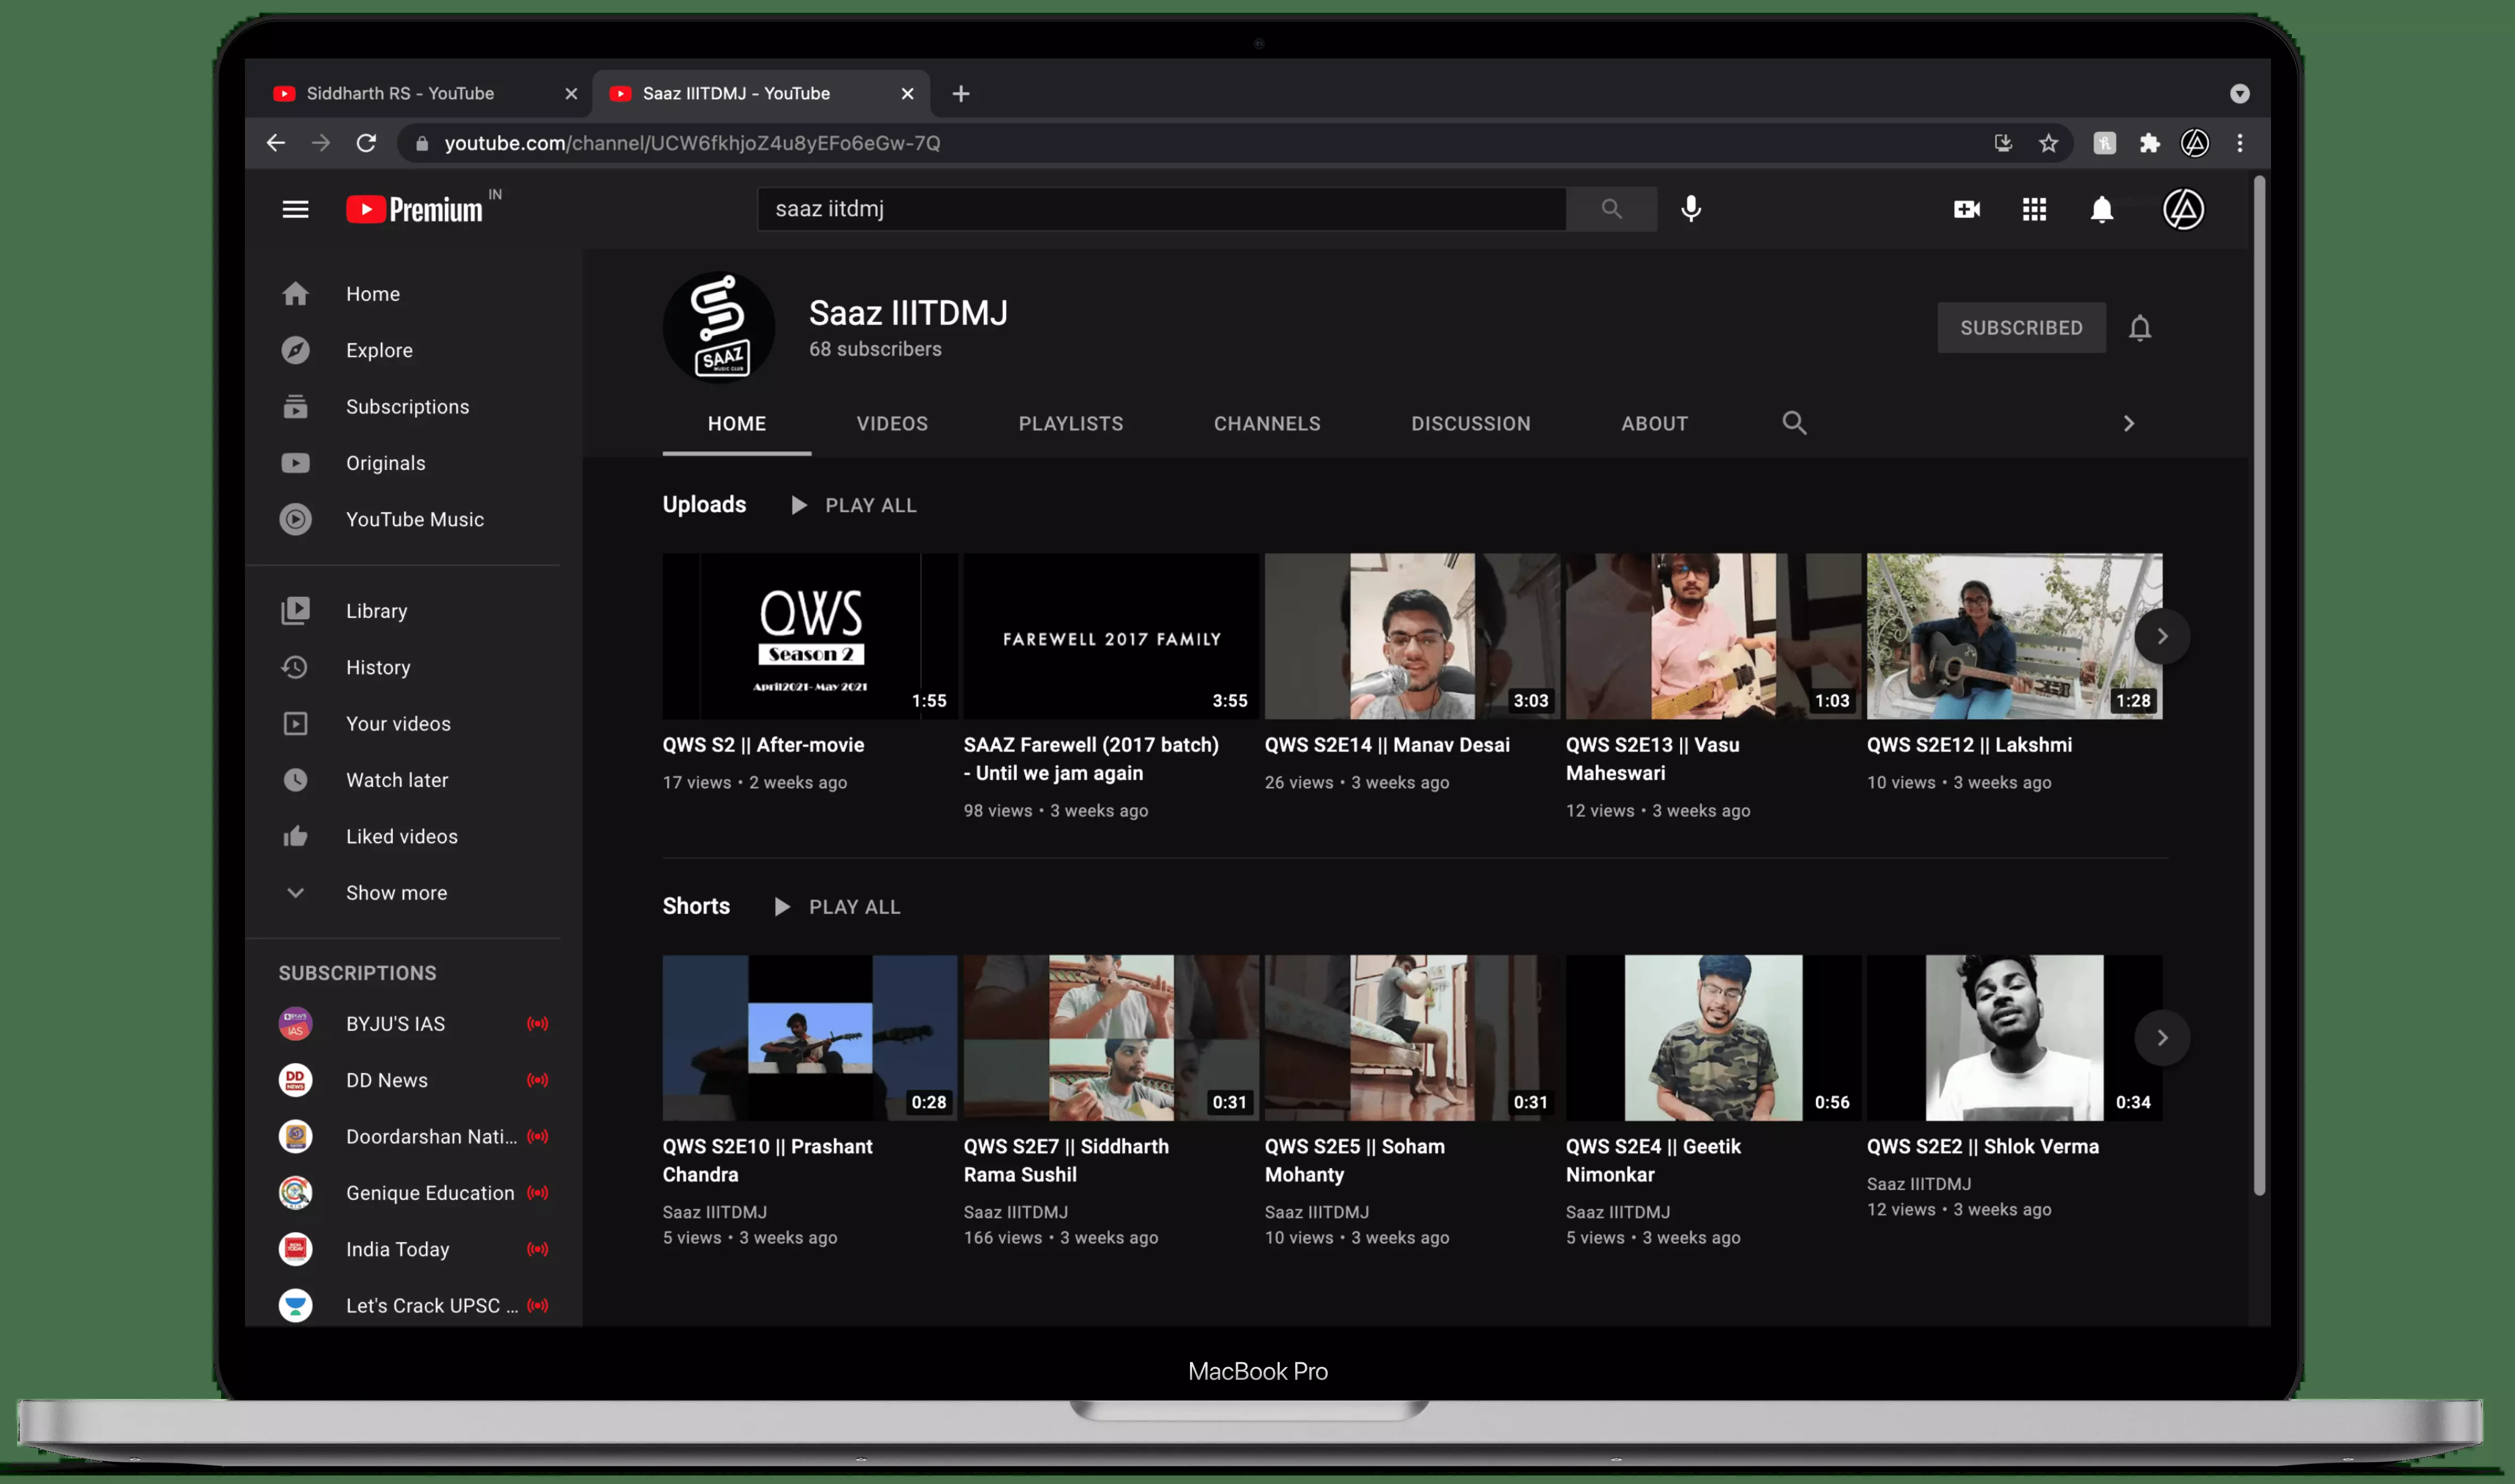 Siddharth RS - YouTube
Saaz IIITDMJ - YouTube
youtube.com/channel/UCW6fkhjoZ4u8yEFo6eGw-7Q
Premium IN
saaz iitdmj
Home
Explore
Subscriptions
Originals
YouTube Music
Library
History
Your videos
Watch later
Liked videos
Show more
SUBSCRIPTIONS
BYJU'S IAS
DD News
Doordarshan Nati...
Genique Education
India Today
Let's Crack UPSC ...
SAAZ
MUSIC CLUB
Saaz IIITDMJ
68 subscribers
SUBSCRIBED
HOME VIDEOS PLAYLISTS CHANNELS DISCUSSION ABOUT
Uploads PLAY ALL
QWS
Season 2
April2021-May 2021
1:55
QWS S2 || After-movie
17 views • 2 weeks ago
FAREWELL 2017 FAMILY
3:55
SAAZ Farewell (2017 batch)
- Until we jam again
98 views • 3 weeks ago
3:03
QWS S2E14 || Manav Desai
26 views • 3 weeks ago
1:03
QWS S2E13 || Vasu
Maheswari
12 views • 3 weeks ago
1:28
QWS S2E12 || Lakshmi
10 views • 3 weeks ago
Shorts PLAY ALL
0:28
QWS S2E10 || Prashant
Chandra
Saaz IIITDMJ
5 views • 3 weeks ago
0:31
QWS S2E7 || Siddharth
Rama Sushil
Saaz IIITDMJ
166 views • 3 weeks ago
0:31
QWS S2E5 || Soham
Mohanty
Saaz IIITDMJ
10 views • 3 weeks ago
0:56
QWS S2E4 || Geetik
Nimonkar
Saaz IIITDMJ
5 views • 3 weeks ago
0:34
QWS S2E2 || Shlok Verma
Saaz IIITDMJ
12 views • 3 weeks ago
MacBook Pro